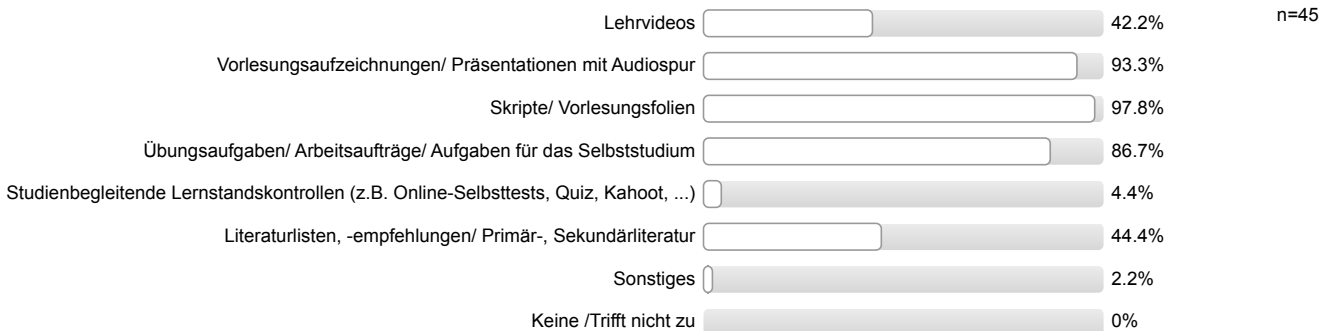 Lehrvideos 42.2% n=45
Vorlesungsaufzeichnungen/ Präsentationen mit Audiospur 93.3%
Skripte/ Vorlesungsfolien 97.8%
Übungsaufgaben/ Arbeitsaufträge/ Aufgaben für das Selbststudium 86.7%
Studienbegleitende Lernstandskontrollen (z.B. Online-Selbsttests, Quiz, Kahoot, ...) 4.4%
Literaturlisten, -empfehlungen/ Primär-, Sekundärliteratur 44.4%
Sonstiges 2.2%
Keine /Trifft nicht zu 0%